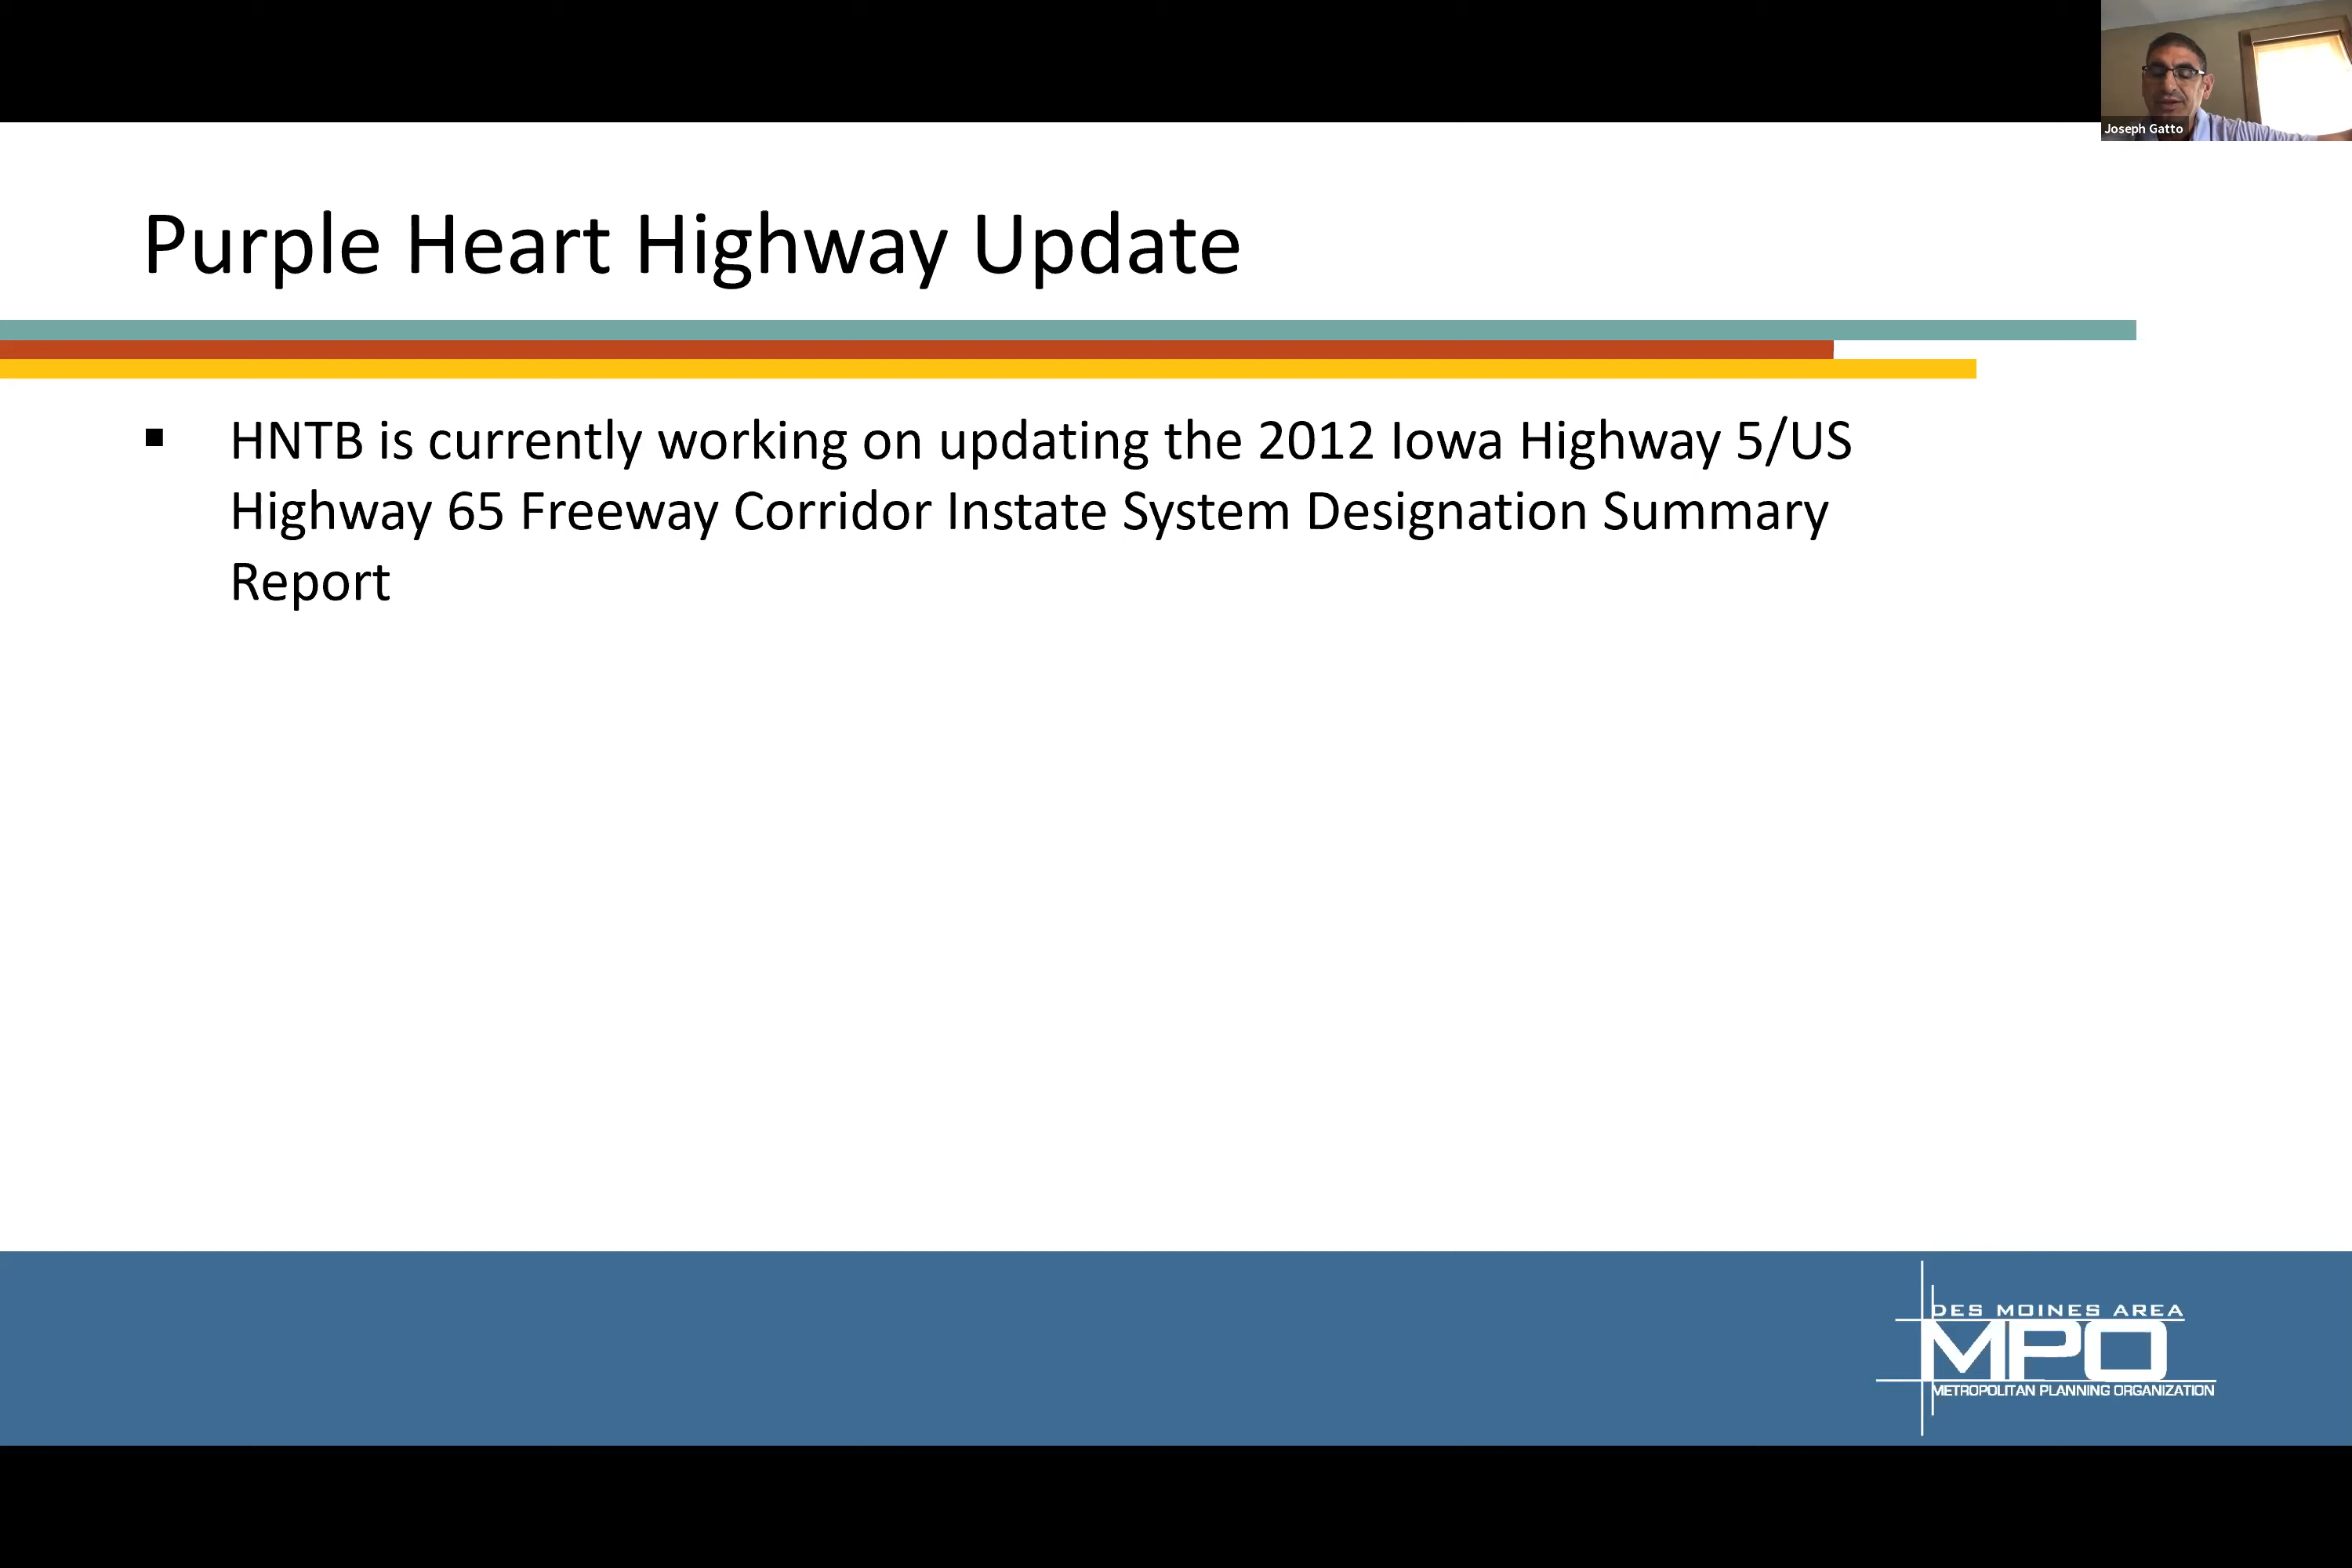 Joseph Gatto
Purple Heart Highway Update
▪ HNTB is currently working on updating the 2012 Iowa Highway 5/US
Highway 65 Freeway Corridor Instate System Designation Summary
Report
DES MOINES AREA
MPO
METROPOLITAN PLANNING ORGANIZATION